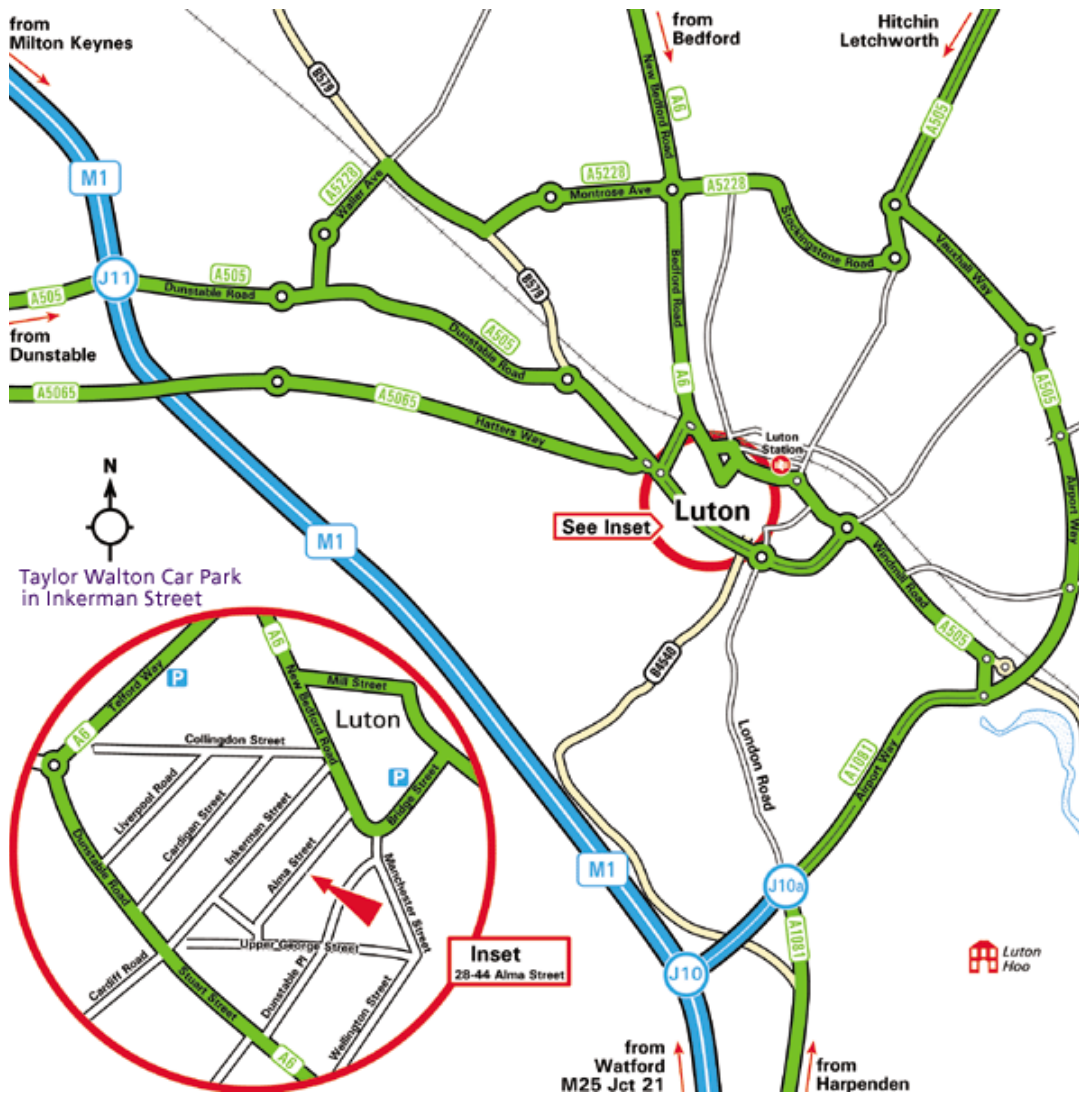 from
Milton Keynes
from
Bedford
Hitchin
Letchworth
B579
New Bedford Road
A6
A505
M1
A5228
Waller Ave
A5228
Montrose Ave
A5228
Stockingstone Road
Vauxhall Way
J11
A505
Dunstable Road
A505
B579
Bedford Road
from
Dunstable
A505
Dunstable Road
A5065
A5065
Hatters Way
A6
A505
Luton
Station
N
See Inset
Luton
M1
Airport Way
Windmill Road
A505
Taylor Walton Car Park
in Inkerman Street
B4540
London Road
A1081
Airport Way
M1
J10a
A1081
J10
Luton
Hoo
from
Watford
M25 Jct 21
from
Harpenden
A6
Telford Way
P
New Bedford Road
Mill Street
Luton
A6
Collingdon Street
P
Bridge Street
Liverpool Road
Cardigan Street
Inkerman Street
Alma Street
Dunstable Road
Manchester Street
Upper George Street
Cardiff Road
Stuart Street
Dunstable Pl
Wellington Street
A6
Inset
28-44 Alma Street